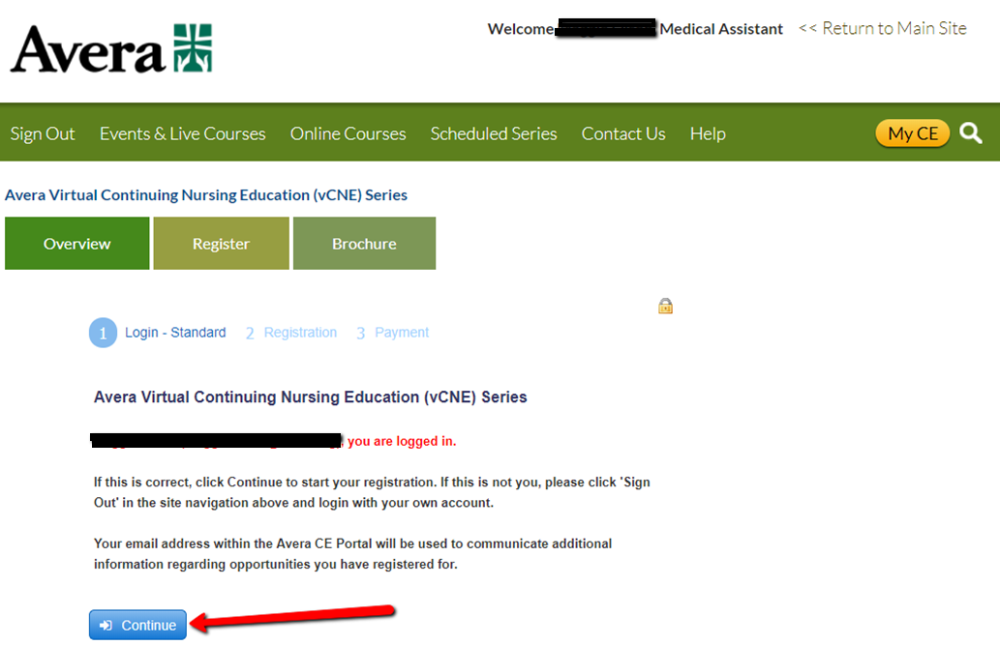 Avera
Welcome Medical Assistant << Return to Main Site
Sign Out Events & Live Courses Online Courses Scheduled Series Contact Us Help My CE
Avera Virtual Continuing Nursing Education (vCNE) Series
Overview Register Brochure
1 Login - Standard 2 Registration 3 Payment
Avera Virtual Continuing Nursing Education (vCNE) Series
you are logged in.
If this is correct, click Continue to start your registration. If this is not you, please click 'Sign
Out' in the site navigation above and login with your own account.
Your email address within the Avera CE Portal will be used to communicate additional
information regarding opportunities you have registered for.
Continue